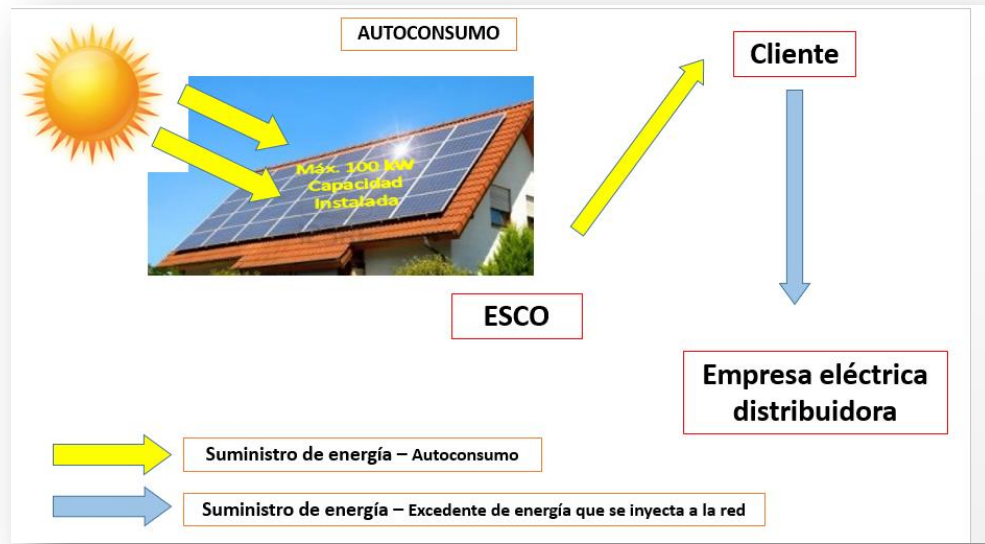 AUTOCONSUMO
Cliente
Máx. 100 kW
Capacidad
Instalada
ESCO
Empresa eléctrica
distribuidora
Suministro de energía – Autoconsumo
Suministro de energía – Excedente de energía que se inyecta a la red